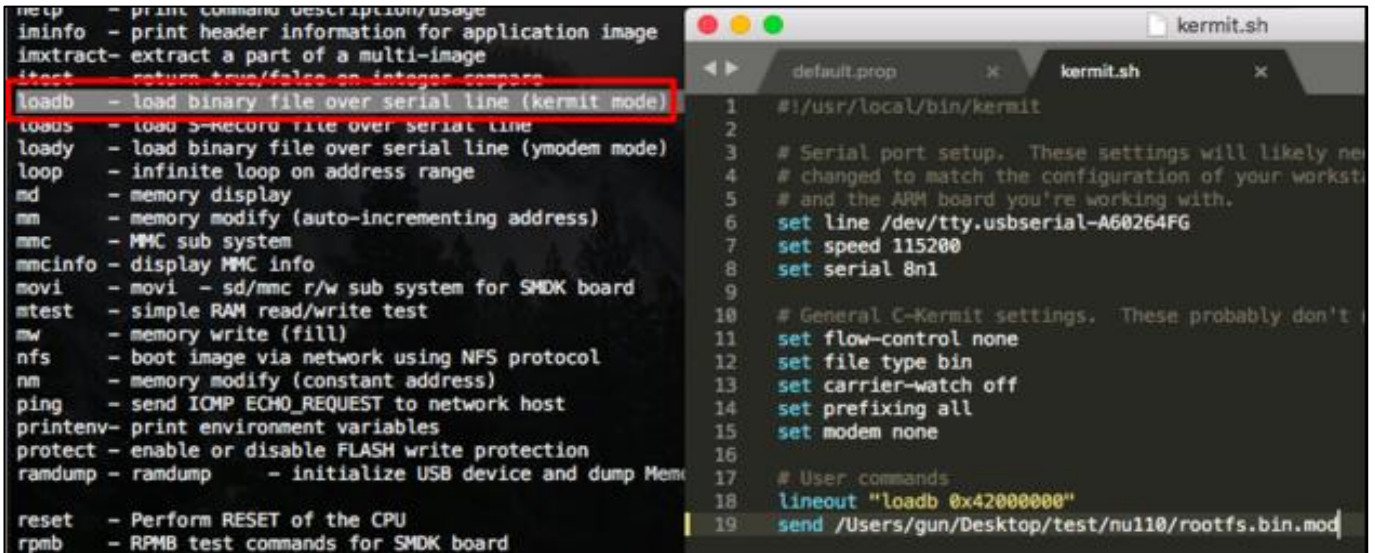 help – print command description/usage
iminfo – print header information for application image
imxtract– extract a part of a multi–image
itest – return true/false on integer compare
loadb – load binary file over serial line (kermit mode)
loads – load S–Record file over serial line
loady – load binary file over serial line (ymodem mode)
loop – infinite loop on address range
md – memory display
mm – memory modify (auto–incrementing address)
mmc – MMC sub system
mmcinfo – display MMC info
movi – movi – sd/mmc r/w sub system for SMDK board
mtest – simple RAM read/write test
mw – memory write (fill)
nfs – boot image via network using NFS protocol
nm – memory modify (constant address)
ping – send ICMP ECHO_REQUEST to network host
printenv– print environment variables
protect – enable or disable FLASH write protection
ramdump – ramdump – initialize USB device and dump Mem
reset – Perform RESET of the CPU
rpmb – RPMB test commands for SMDK board
kermit.sh
default.prop × kermit.sh ×
1 #!/usr/local/bin/kermit
2
3 # Serial port setup. These settings will likely ne
4 # changed to match the configuration of your workst
5 # and the ARM board you're working with.
6 set line /dev/tty.usbserial-A60264FG
7 set speed 115200
8 set serial 8n1
9
10 # General C-Kermit settings. These probably don't
11 set flow-control none
12 set file type bin
13 set carrier-watch off
14 set prefixing all
15 set modem none
16
17 # User commands
18 lineout "loadb 0x42000000"
19 send /Users/gun/Desktop/test/nu110/rootfs.bin.mod